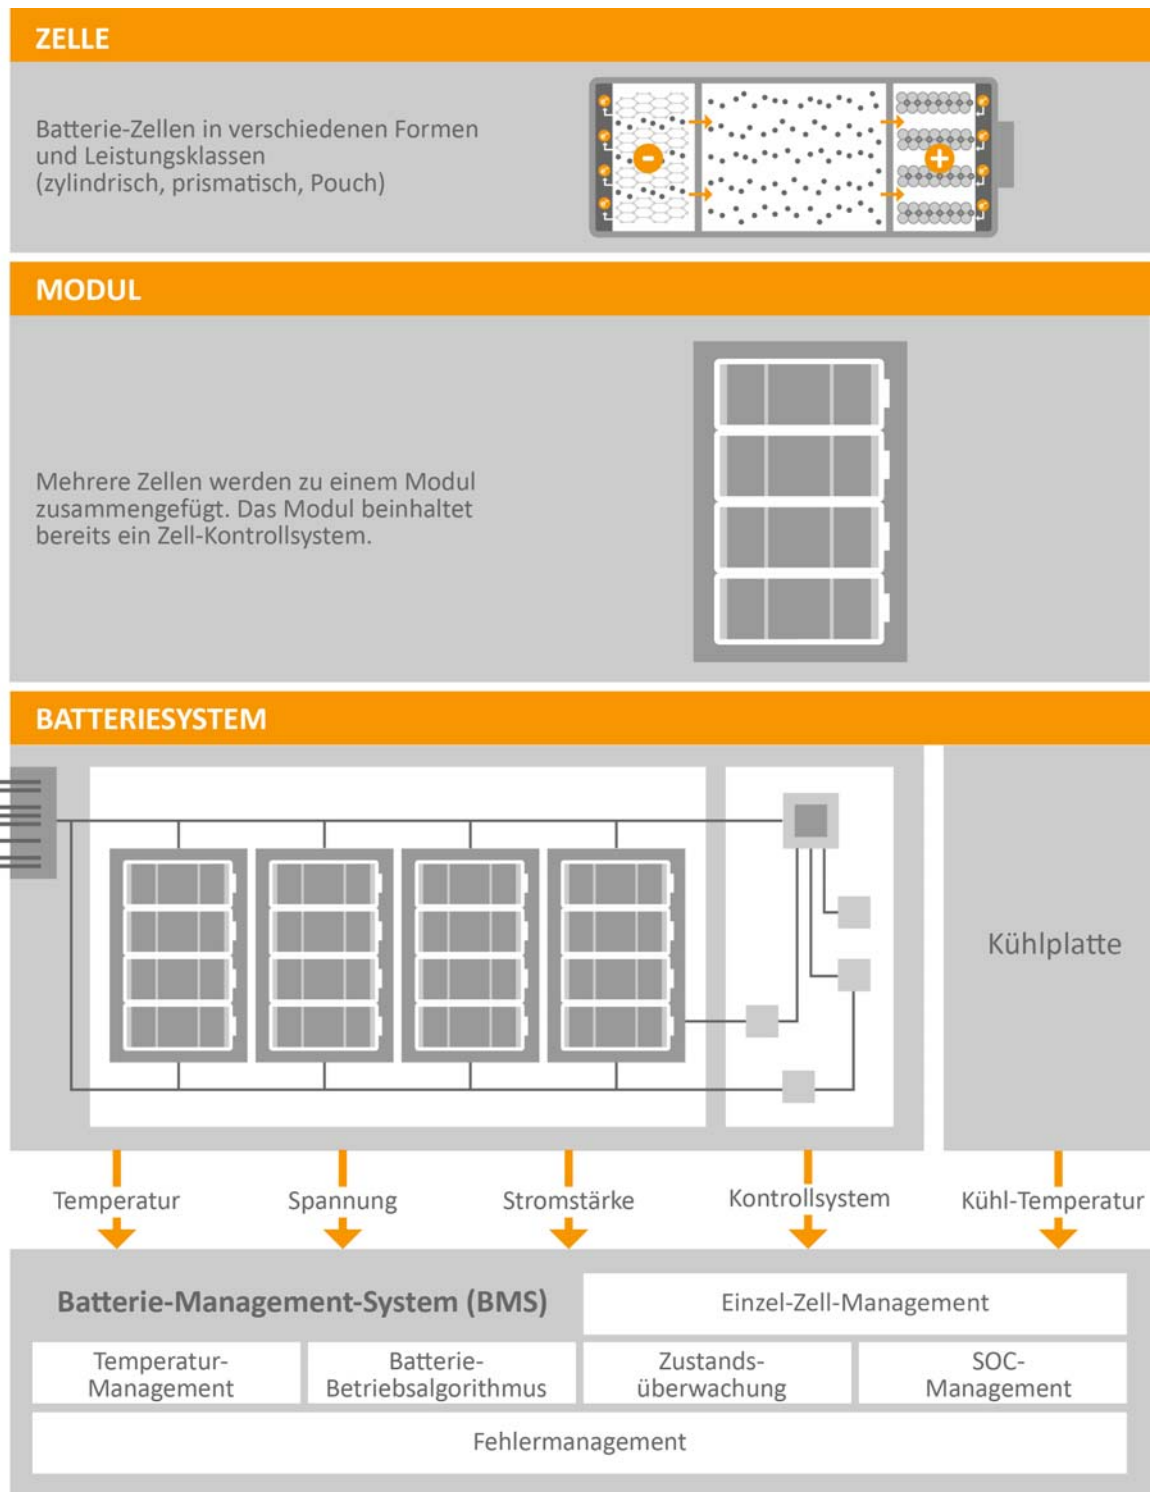 ZELLE
Batterie-Zellen in verschiedenen Formen
und Leistungsklassen
(zylindrisch, prismatisch, Pouch)
-
+
MODUL
Mehrere Zellen werden zu einem Modul
zusammengefügt. Das Modul beinhaltet
bereits ein Zell-Kontrollsystem.
BATTERIESYSTEM
Kühlplatte
Temperatur
Spannung
Stromstärke
Kontrollsystem
Kühl-Temperatur
Batterie-Management-System (BMS)
Einzel-Zell-Management
Temperatur-
Management
Batterie-
Betriebsalgorithmus
Zustands-
überwachung
SOC-
Management
Fehlermanagement